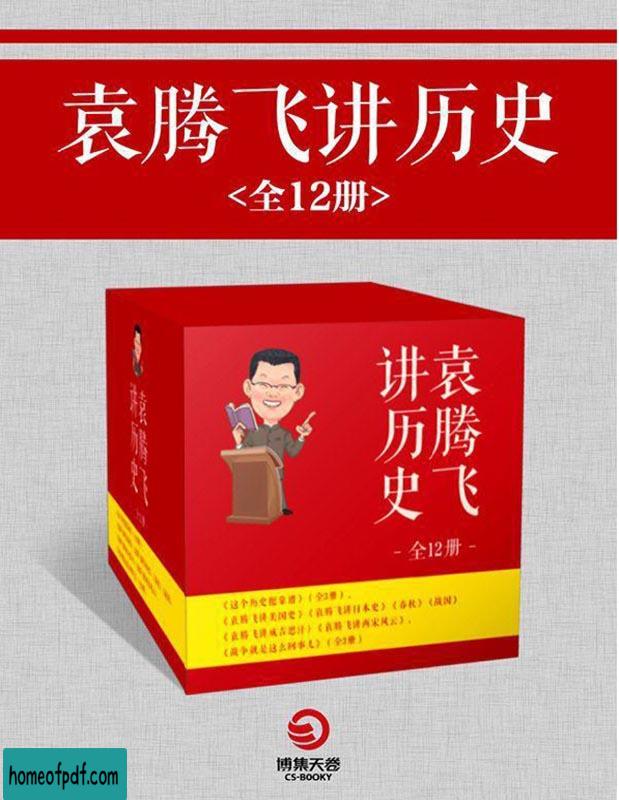 袁腾飞讲历史
<全12册>
袁腾飞
讲历史
袁腾飞
讲历史
- 全12册 -
《这个历史挺靠谱》（全3册）、
《袁腾飞讲美国史》《袁腾飞讲日本史》《春秋》《战国》
《袁腾飞讲成吉思汗》《袁腾飞讲两宋风云》、
《战争就是这么回事儿》（全3册）
博集天卷
CS-BOOKY
homeofpdf.com